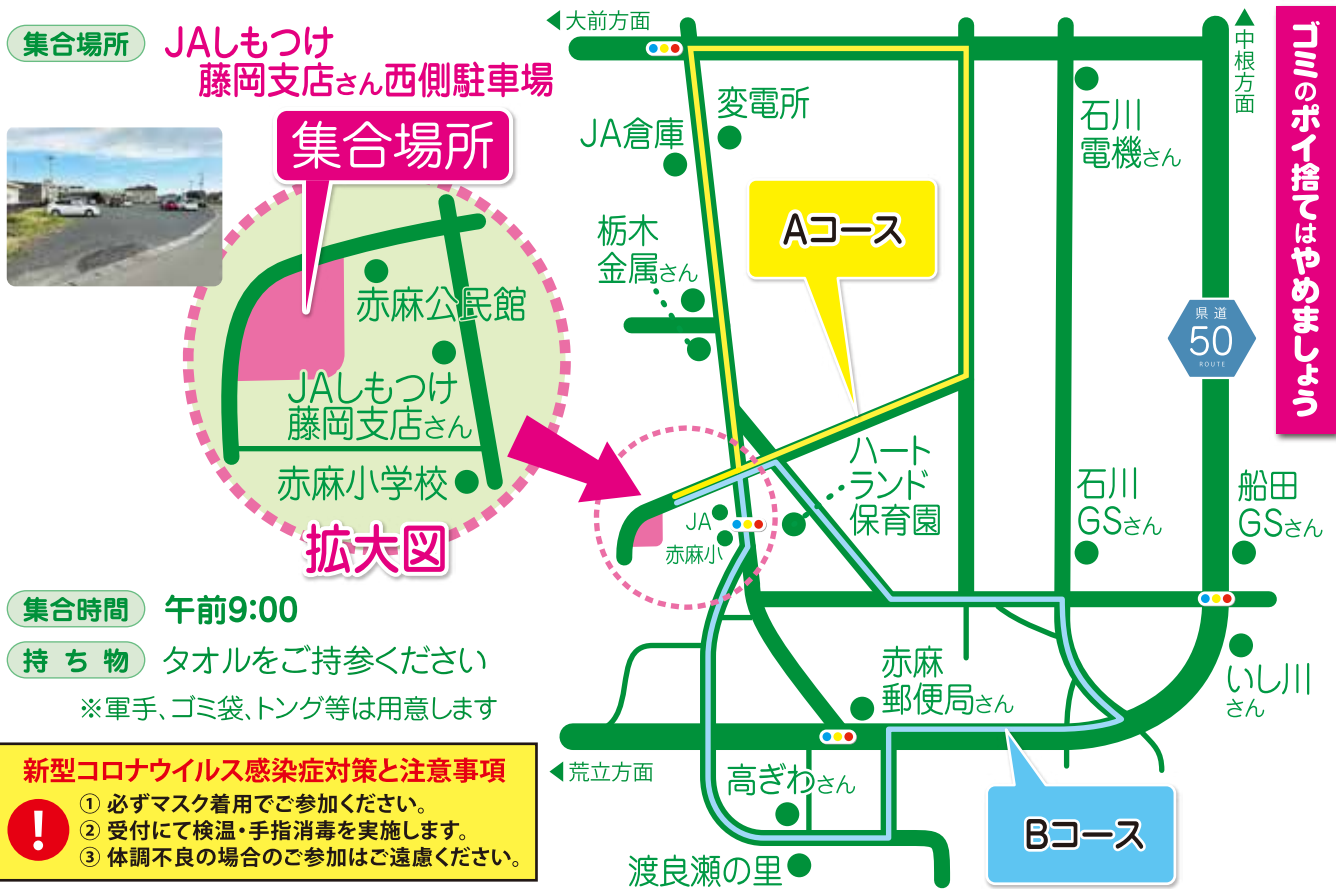 集合場所
JAしもつけ
藤岡支店さん西側駐車場
集合場所
赤麻公民館
JAしもつけ
藤岡支店さん
赤麻小学校
拡大図
集合時間
午前9:00
持ち物
タオルをご持参ください
※軍手、ゴミ袋、トング等は用意します
新型コロナウイルス感染症対策と注意事項
!
① 必ずマスク着用でご参加ください。
② 受付にて検温・手指消毒を実施します。
③ 体調不良の場合のご参加はご遠慮ください。
◀大前方面
▲中根方面
変電所
JA倉庫
石川
電機さん
栃木
金属さん
Aコース
県道
50
ROUTE
ハート
ランド
保育園
JA
赤麻小
石川
GSさん
船田
GSさん
赤麻
郵便局さん
いし川
さん
◀荒立方面
高ぎわさん
Bコース
渡良瀬の里
ゴミのポイ捨てはやめましょう